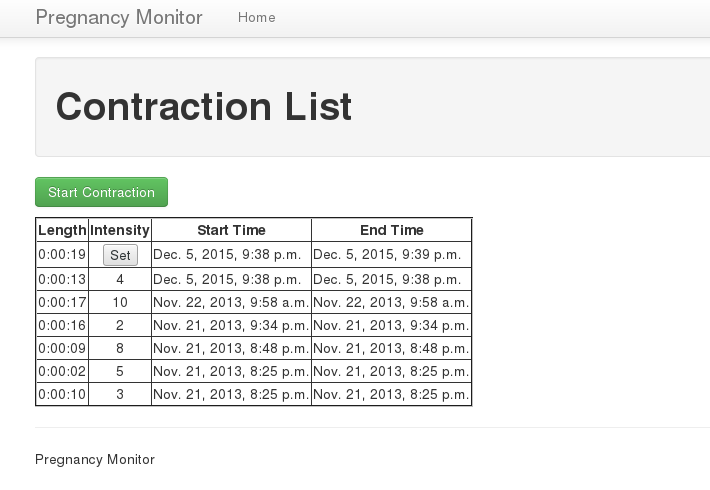 Pregnancy Monitor Home
Contraction List
Start Contraction
Length Intensity Start Time End Time
0:00:19 Set Dec. 5, 2015, 9:38 p.m. Dec. 5, 2015, 9:39 p.m.
0:00:13 4 Dec. 5, 2015, 9:38 p.m. Dec. 5, 2015, 9:38 p.m.
0:00:17 10 Nov. 22, 2013, 9:58 a.m. Nov. 22, 2013, 9:58 a.m.
0:00:16 2 Nov. 21, 2013, 9:34 p.m. Nov. 21, 2013, 9:34 p.m.
0:00:09 8 Nov. 21, 2013, 8:48 p.m. Nov. 21, 2013, 8:48 p.m.
0:00:02 5 Nov. 21, 2013, 8:25 p.m. Nov. 21, 2013, 8:25 p.m.
0:00:10 3 Nov. 21, 2013, 8:25 p.m. Nov. 21, 2013, 8:25 p.m.
Pregnancy Monitor